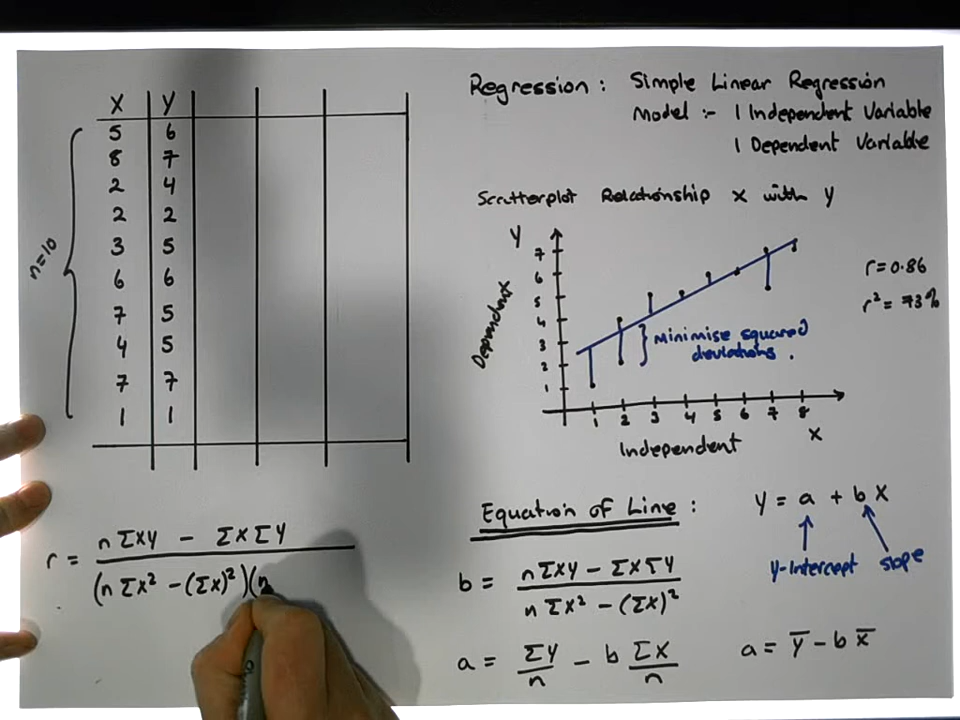 X Y
5 6
8 7
2 4
2 2
3 5
6 6
7 5
4 5
7 7
1 1
n=10
r = n ΣXY − ΣXΣY
(n ΣX² − (ΣX)²)(n
Regression : Simple Linear Regression
Model :- 1 Independent Variable
1 Dependent Variable
Scatterplot Relationship X with Y
Y
7
6
5
4
3
2
1
Dependent
Minimise squared
deviations .
1 2 3 4 5 6 7 8
Independent X
r = 0.86
r² = 73%
Equation of Line :
Y = a + b X
Y-Intercept slope
b = nΣXY − ΣXΣY
n ΣX² − (ΣX)²
a = ΣY/n − b ΣX/n
a = Y̅ − b X̅